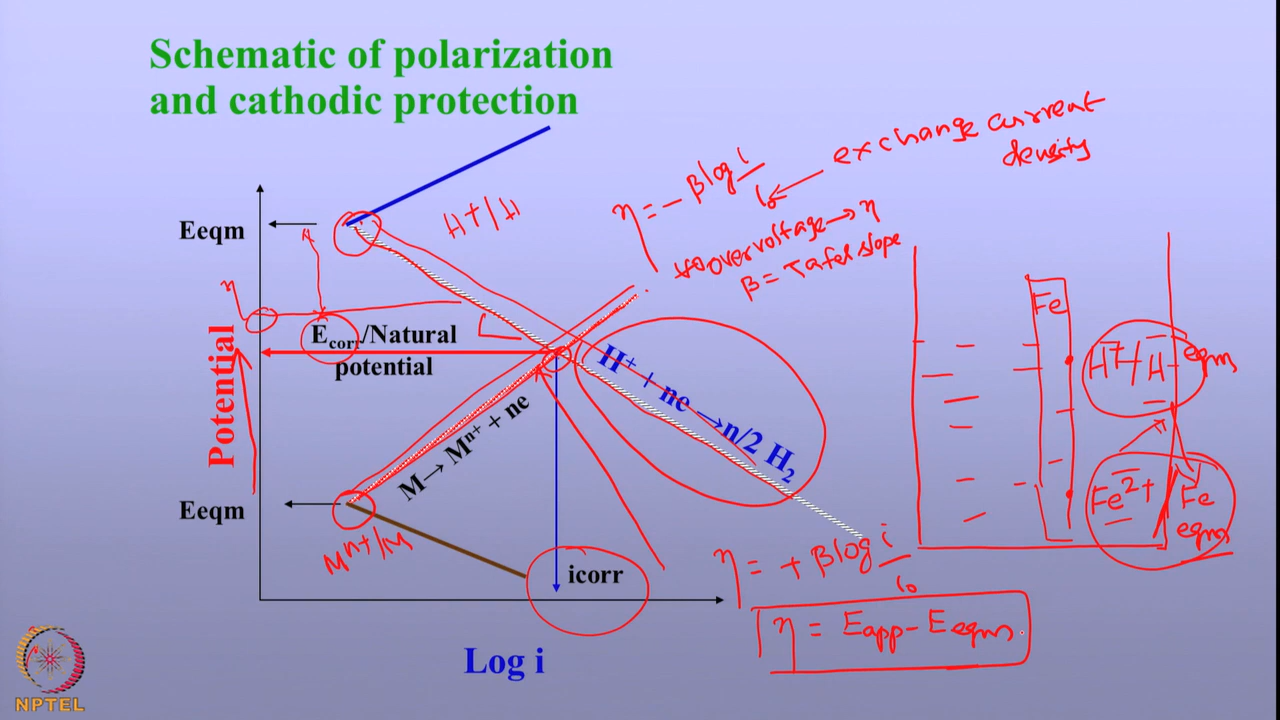 Schematic of polarization
and cathodic protection
exchange current
density
η = - β log i/i₀
overvoltage → η
β = Tafel slope
H+/H
Eeqm
η
Ecorr/Natural
potential
Potential
M→ Mn+ + ne
H+ + ne →n/2 H2
Fe
H+/H eqm
Fe2+/Fe
eqm
Eeqm
Mn+/M
icorr
η = + β log i/i₀
η = Eapp - Eeqm
Log i
NPTEL